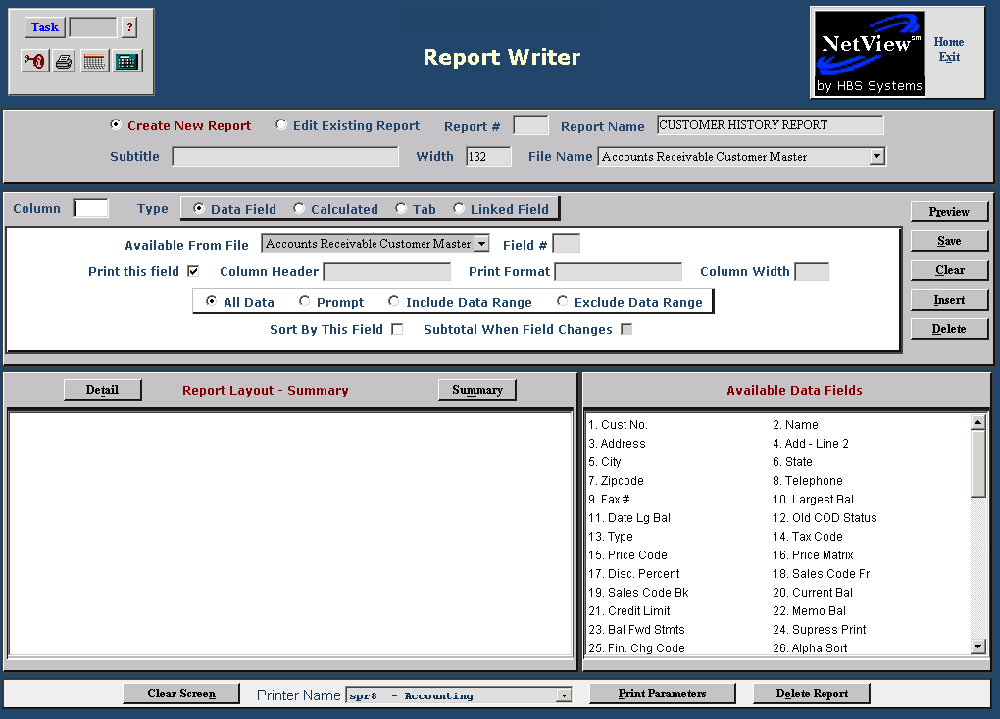 Task ?
Report Writer
NetView sm
by HBS Systems
Home
Exit
Create New Report Edit Existing Report Report # Report Name CUSTOMER HISTORY REPORT
Subtitle Width 132 File Name Accounts Receivable Customer Master
Column Type Data Field Calculated Tab Linked Field
Preview
Available From File Accounts Receivable Customer Master Field #
Save
Print this field Column Header Print Format Column Width
Clear
All Data Prompt Include Data Range Exclude Data Range
Insert
Sort By This Field Subtotal When Field Changes
Delete
Detail Report Layout - Summary Summary
Available Data Fields
1. Cust No. 2. Name
3. Address 4. Add - Line 2
5. City 6. State
7. Zipcode 8. Telephone
9. Fax # 10. Largest Bal
11. Date Lg Bal 12. Old COD Status
13. Type 14. Tax Code
15. Price Code 16. Price Matrix
17. Disc. Percent 18. Sales Code Fr
19. Sales Code Bk 20. Current Bal
21. Credit Limit 22. Memo Bal
23. Bal Fwd Stmts 24. Supress Print
25. Fin. Chg Code 26. Alpha Sort
Clear Screen Printer Name spr8 - Accounting Print Parameters Delete Report